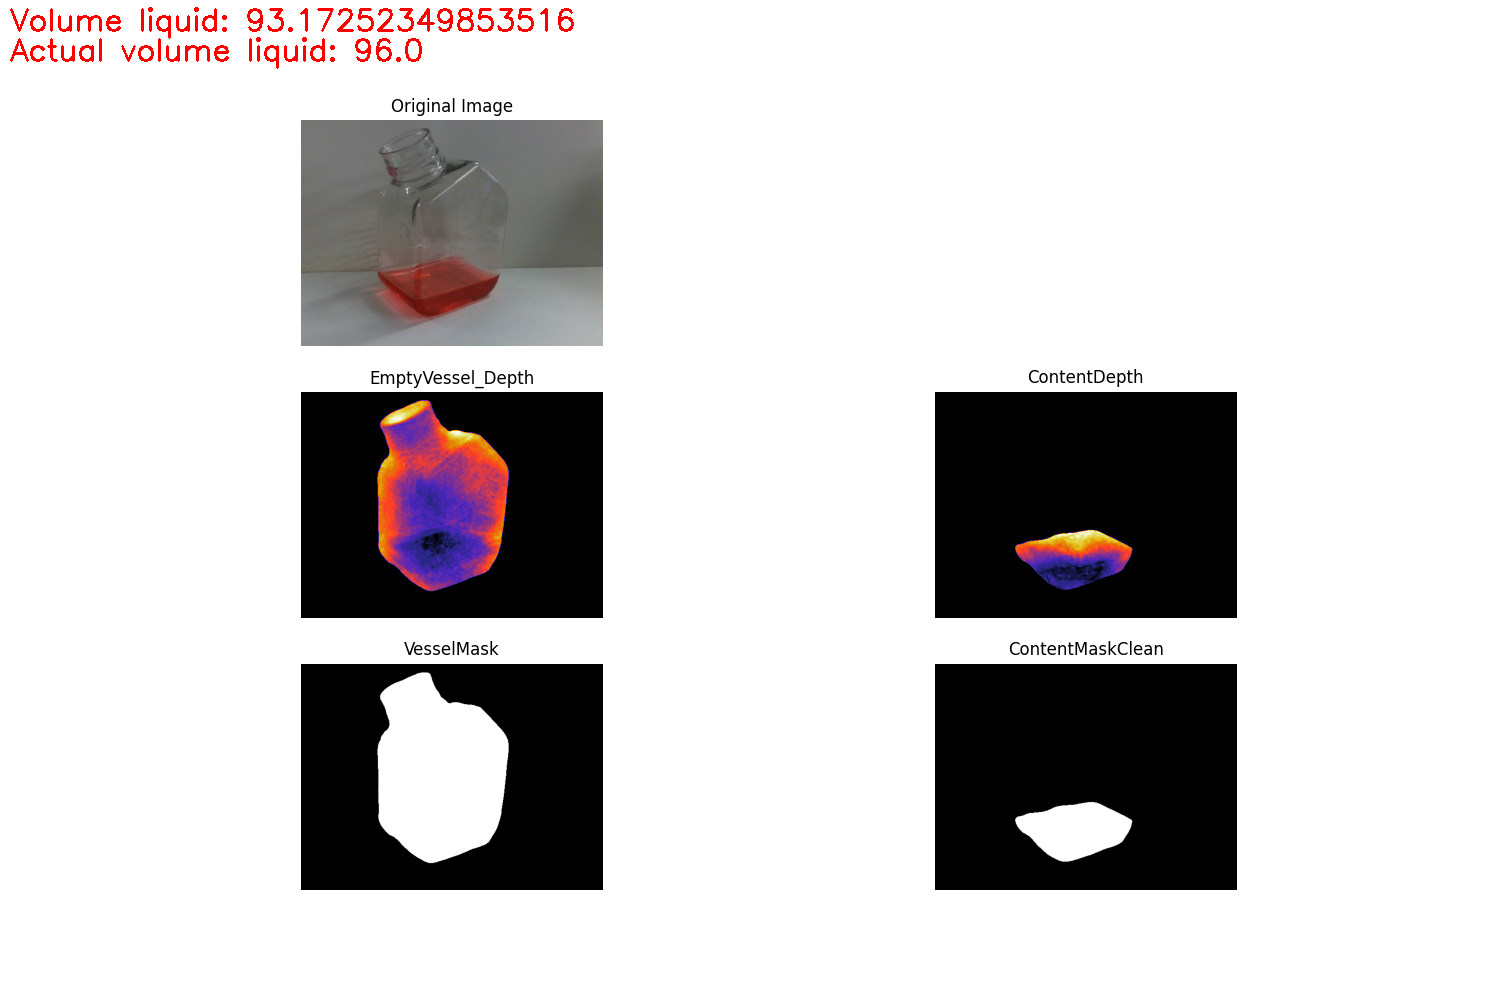 Volume liquid: 93.17252349853516
Actual volume liquid: 96.0
Original Image
EmptyVessel_Depth
ContentDepth
VesselMask
ContentMaskClean